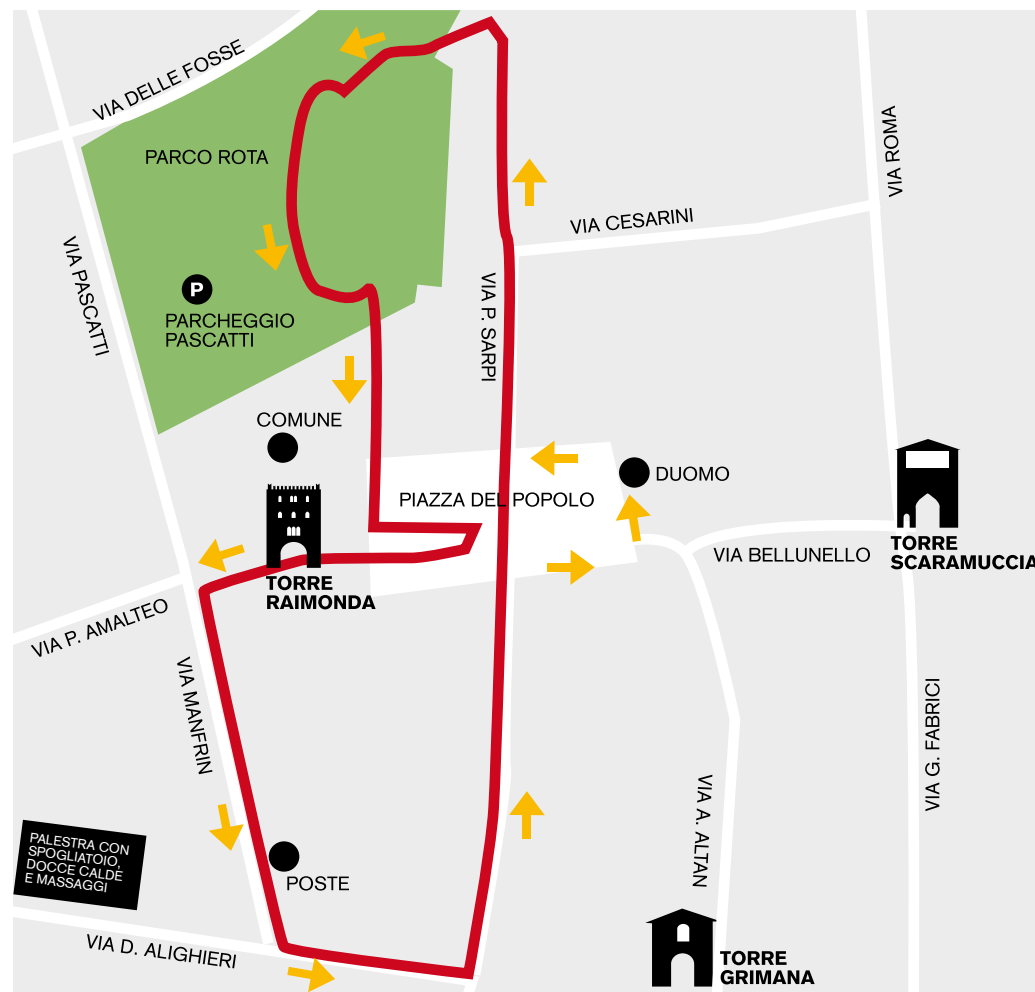 VIA DELLE FOSSE
PARCO ROTA
VIA ROMA
VIA CESARINI
VIA PASCATTI
P
PARCHEGGIO
PASCATTI
VIA P. SARPI
COMUNE
PIAZZA DEL POPOLO
DUOMO
VIA BELLUNELLO
TORRE
SCARAMUCCIA
TORRE
RAIMONDA
VIA P. AMALTEO
VIA MANFRIN
VIA G. FABRICI
VIA A. ALTAN
PALESTRA CON
SPOGLIATOIO,
DOCCE CALDE
E MASSAGGI
POSTE
VIA D. ALIGHIERI
TORRE
GRIMANA